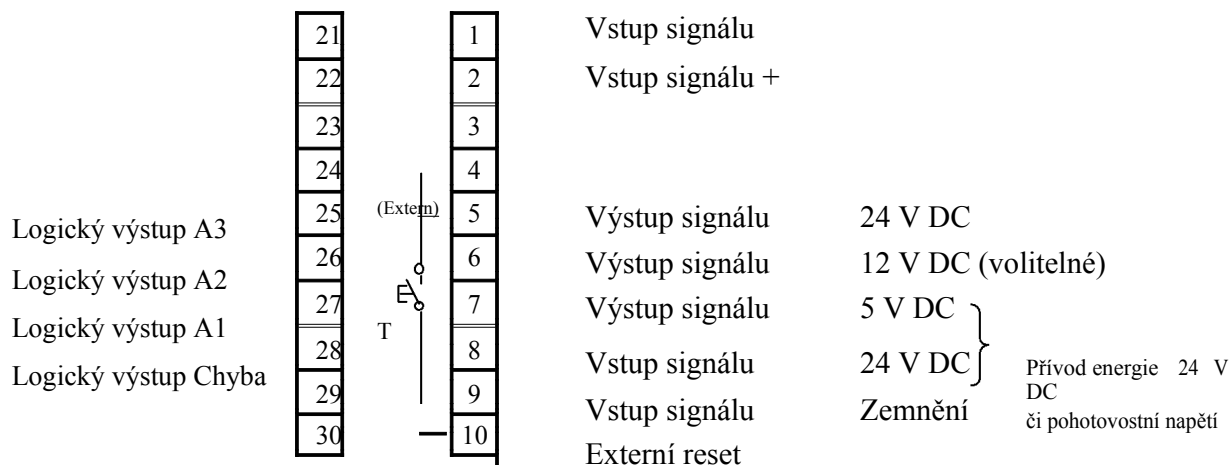 21 1 Vstup signálu
22 2 Vstup signálu +
23 3
24 4
Logický výstup A3 25 (Extern) 5 Výstup signálu 24 V DC
Logický výstup A2 26 6 Výstup signálu 12 V DC (volitelné)
Logický výstup A1 27 T 7 Výstup signálu 5 V DC
Logický výstup Chyba 28 8 Vstup signálu 24 V DC
29 9 Vstup signálu Zemnění
30 10 Externí reset
Přívod energie 24 V
DC
či pohotovostní napětí